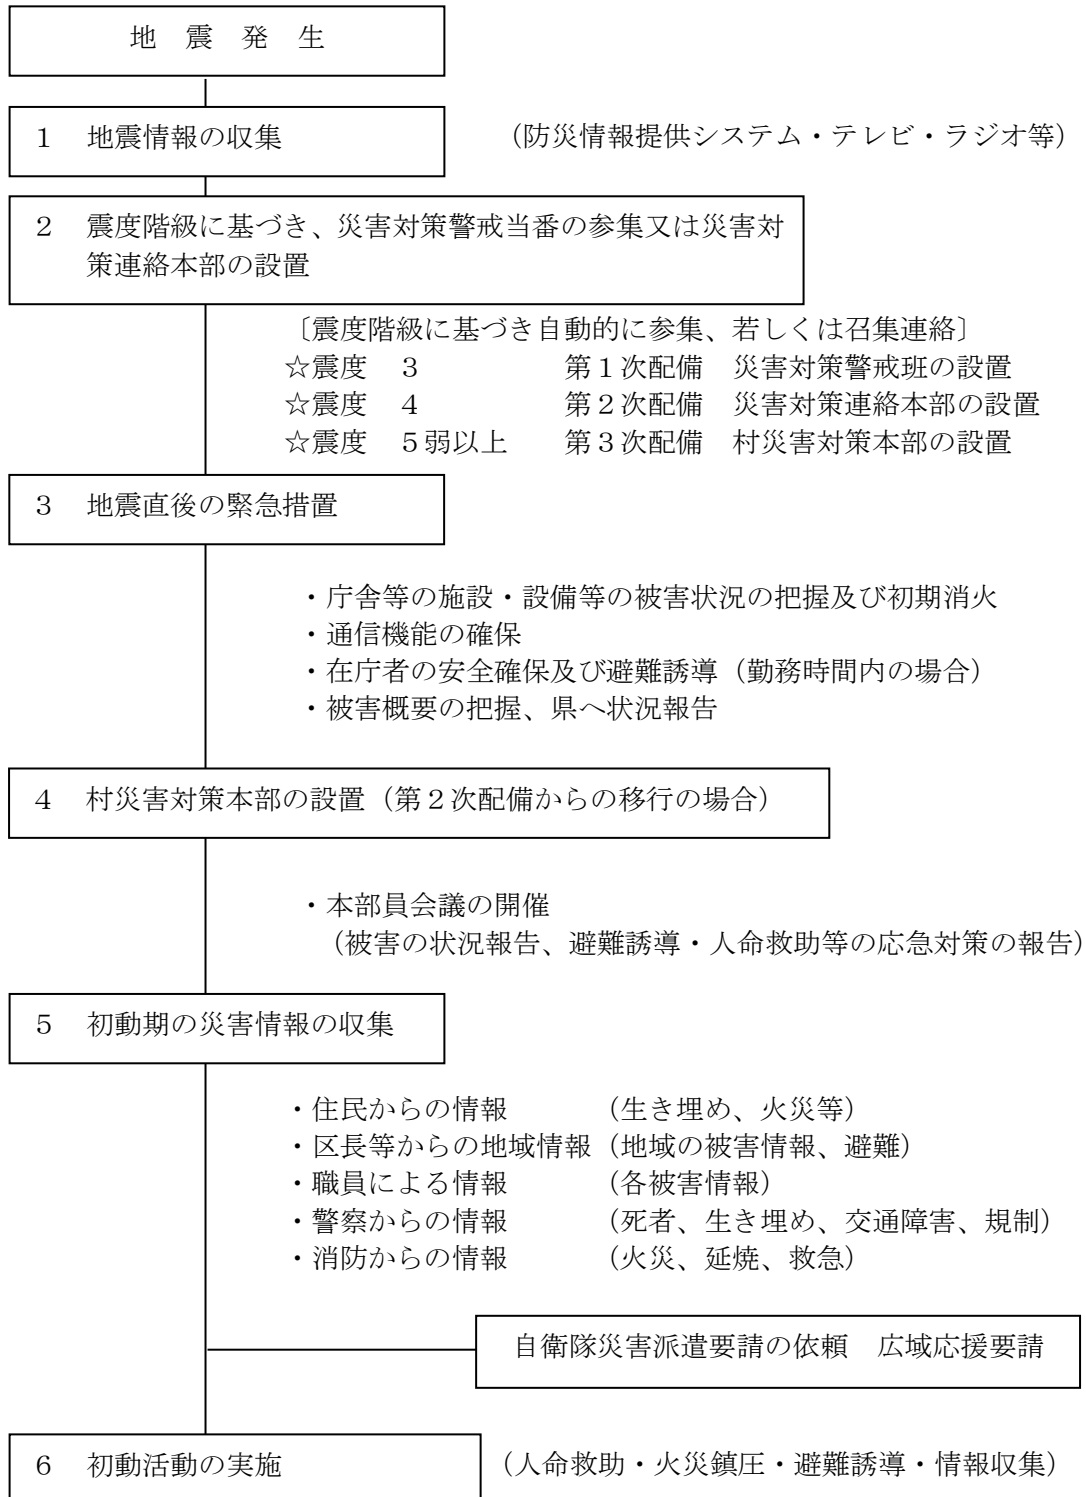 地　震　発　生
１　地震情報の収集　（防災情報提供システム・テレビ・ラジオ等）
２　震度階級に基づき、災害対策警戒当番の参集又は災害対
策連絡本部の設置
〔震度階級に基づき自動的に参集、若しくは召集連絡〕
☆震度　３　第１次配備　災害対策警戒班の設置
☆震度　４　第２次配備　災害対策連絡本部の設置
☆震度　５弱以上　第３次配備　村災害対策本部の設置
３　地震直後の緊急措置
・庁舎等の施設・設備等の被害状況の把握及び初期消火
・通信機能の確保
・在庁者の安全確保及び避難誘導（勤務時間内の場合）
・被害概要の把握、県へ状況報告
４　村災害対策本部の設置（第２次配備からの移行の場合）
・本部員会議の開催
（被害の状況報告、避難誘導・人命救助等の応急対策の報告）
５　初動期の災害情報の収集
・住民からの情報　（生き埋め、火災等）
・区長等からの地域情報（地域の被害情報、避難）
・職員による情報　（各被害情報）
・警察からの情報　（死者、生き埋め、交通障害、規制）
・消防からの情報　（火災、延焼、救急）
自衛隊災害派遣要請の依頼　広域応援要請
６　初動活動の実施　（人命救助・火災鎮圧・避難誘導・情報収集）